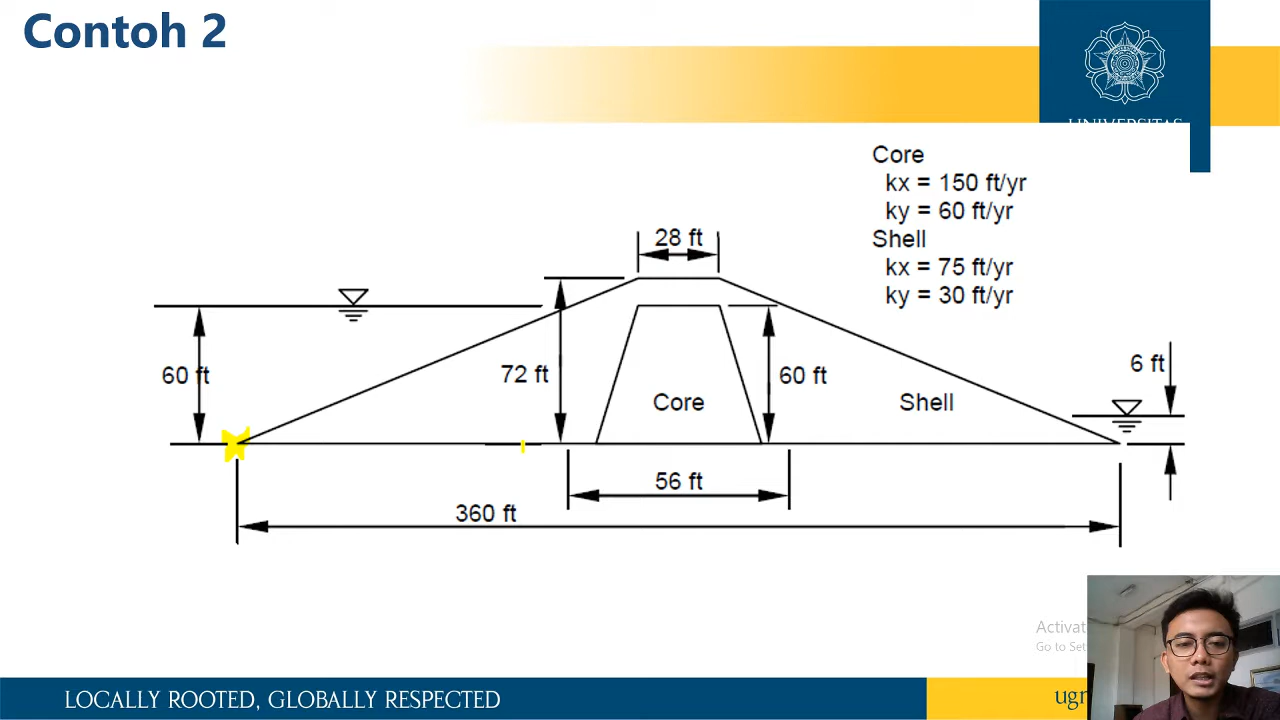 Contoh 2
Core
kx = 150 ft/yr
ky = 60 ft/yr
Shell
kx = 75 ft/yr
ky = 30 ft/yr
28 ft
60 ft
72 ft
60 ft
6 ft
Core
Shell
56 ft
360 ft
LOCALLY ROOTED, GLOBALLY RESPECTED